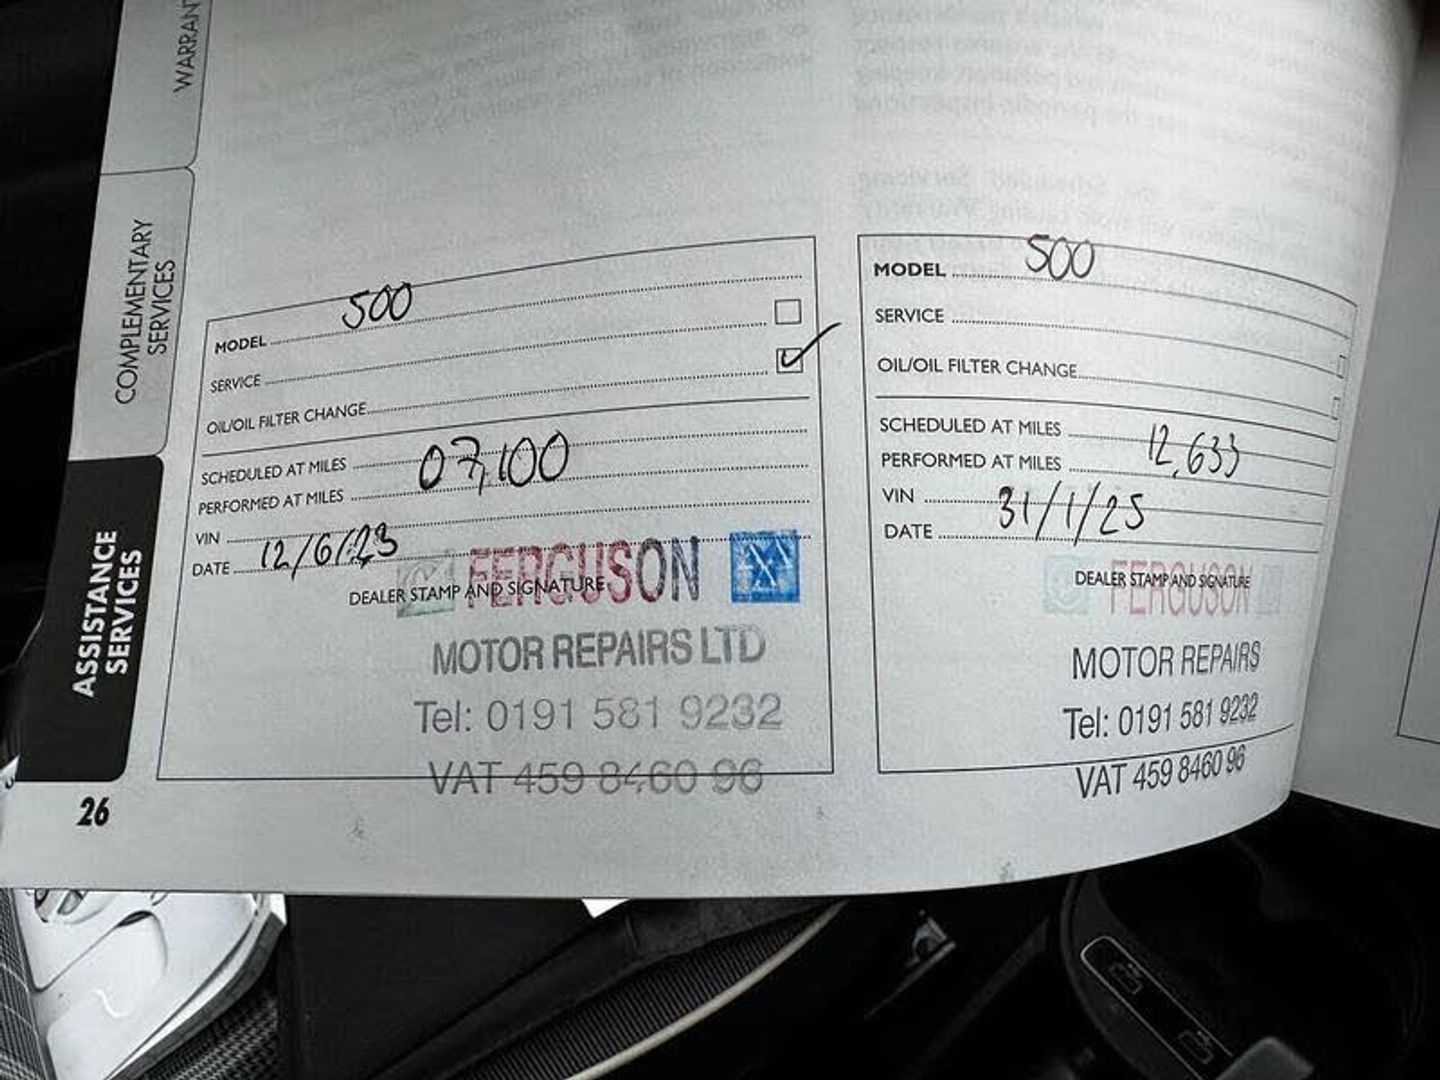 WARRAN
COMPLEMENTARY
SERVICES
ASSISTANCE
SERVICES
26
MODEL 500
SERVICE
OIL/OIL FILTER CHANGE
SCHEDULED AT MILES
PERFORMED AT MILES 07,100
VIN
DATE 12/6/23
DEALER STAMP AND SIGNATURE
FERGUSON
MOTOR REPAIRS LTD
Tel: 0191 581 9232
VAT 459 8460 96
MODEL 500
SERVICE
OIL/OIL FILTER CHANGE
SCHEDULED AT MILES
PERFORMED AT MILES 12,633
VIN
DATE 31/1/25
DEALER STAMP AND SIGNATURE
FERGUSON
MOTOR REPAIRS
Tel: 0191 581 9232
VAT 459 8460 96